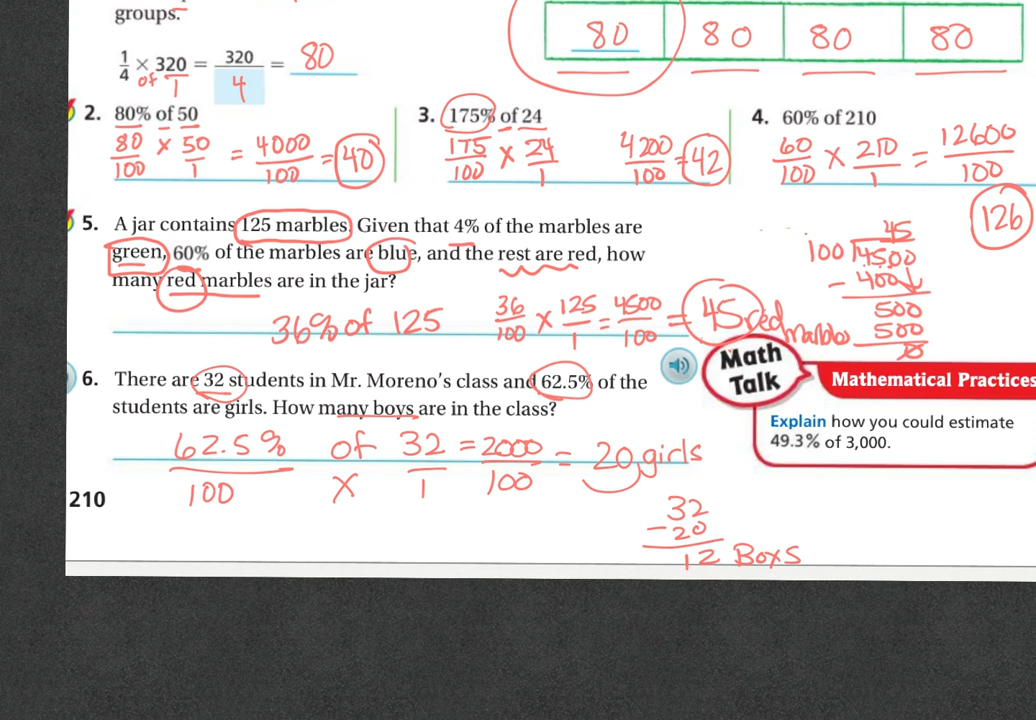 groups.
80 80 80 80
1/4 × 320 = 320/4 = 80
of 1
2. 80% of 50
80/100 × 50/1 = 4000/100 = 40
3. 175% of 24
175/100 × 24/1 4200/100 = 42
4. 60% of 210
60/100 × 210/1 = 12600/100
126
5. A jar contains 125 marbles. Given that 4% of the marbles are
green, 60% of the marbles are blue, and the rest are red, how
many red marbles are in the jar?
36% of 125 36/100 × 125/1 = 4500/100 = 45 red marbles
45
100 4500
- 400
500
500
0
6. There are 32 students in Mr. Moreno's class and 62.5% of the
students are girls. How many boys are in the class?
62.5%/100 of × 32/1 = 2000/100 = 20 girls
32
- 20
12 Boxs
Math
Talk
Mathematical Practices
Explain how you could estimate
49.3% of 3,000.
210